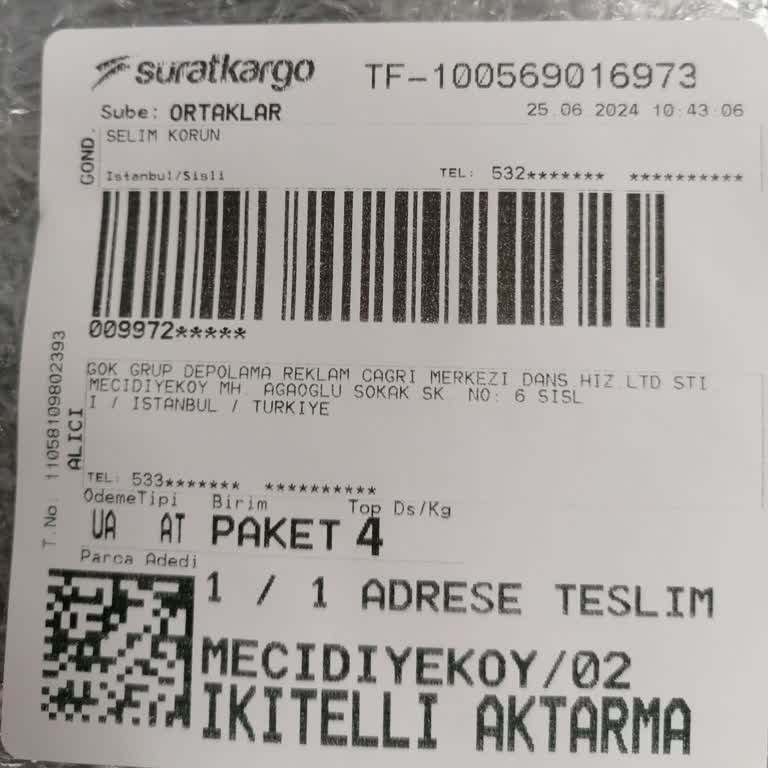 suratkargo TF-100569016973
Sube: ORTAKLAR 25.06 2024 10:43:06
GOND.
SELIM KORUN
Istanbul/Sisli TEL: 532******* **********
009972*****
GOK GRUP DEPOLAMA REKLAM CAGRI MERKEZI DANS.HIZ.LTD STI
MECIDIYEKOY MH. AGAOGLU SOKAK SK. NO: 6 SISL
I / ISTANBUL / TURKIYE
ALICI
T.No: 11058109802393
TEL: 533******* **********
OdemeTipi Birim Top Ds/Kg
UA AT PAKET 4
Parca Adedi
1 / 1 ADRESE TESLIM
MECIDIYEKOY/02
IKITELLI AKTARMA